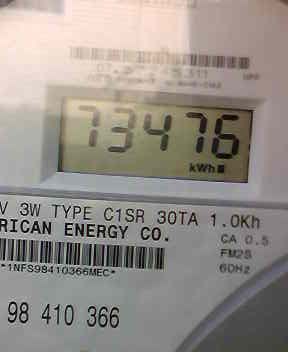 73476
kWh
V 3W TYPE C1SR 30TA 1.0Kh
RICAN ENERGY CO.
CA 0.5
FM2S
60Hz
*1NFS98410366MEC*
98 410 366